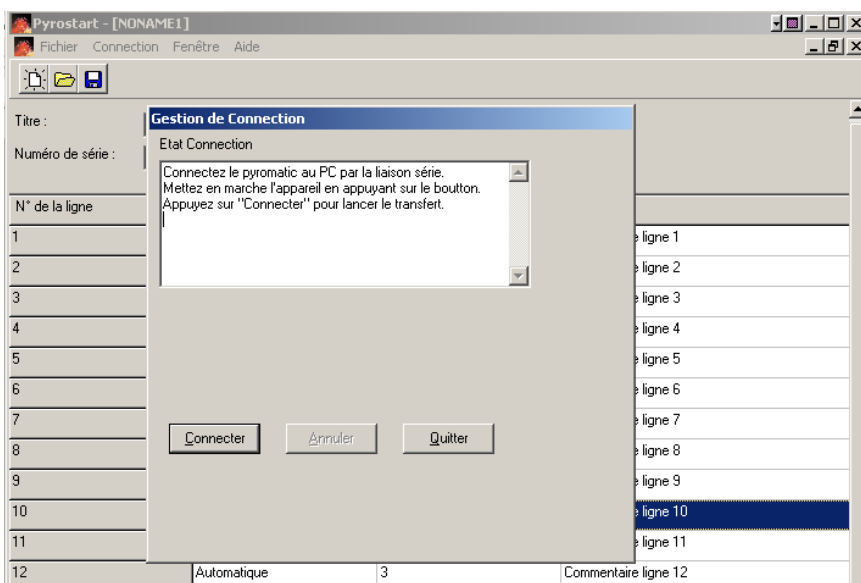 Pyrostart - [NONAME1]
Fichier Connection Fenêtre Aide
Titre :
Numéro de série :
Gestion de Connection
Etat Connection
Connectez le pyromatic au PC par la liaison série.
Mettez en marche l'appareil en appuyant sur le boutton.
Appuyez sur "Connecter" pour lancer le transfert.
Connecter Annuler Quitter
N° de la ligne
1 ligne 1
2 ligne 2
3 ligne 3
4 ligne 4
5 ligne 5
6 ligne 6
7 ligne 7
8 ligne 8
9 ligne 9
10 ligne 10
11 ligne 11
12 Automatique 3 Commentaire ligne 12